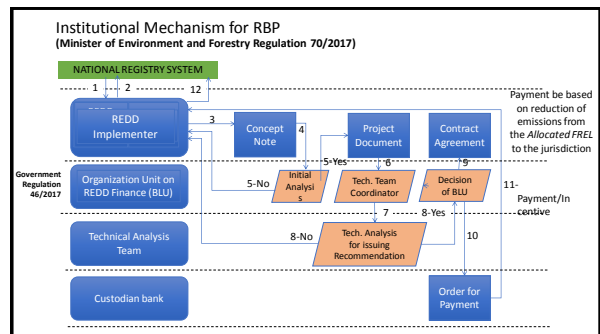 Institutional Mechanism for RBP
(Minister of Environment and Forestry Regulation 70/2017)
NATIONAL REGISTRY SYSTEM
1
2
12
Payment be based
on reduction of
emissions from
the Allocated FREL
to the jurisdiction
REDD
REDD
Implementer
3
Concept
Note
4
Project
Document
Contract
Agreement
5-Yes
6
9
Government
Regulation
46/2017
Organization Unit on
REDD Finance (BLU)
5-No
Initial
Analysi
s
Tech. Team
Coordinator
Decision
of BLU
11-
Payment/In
centive
7
8-Yes
Technical Analysis
Team
8-No
Tech. Analysis
for issuing
Recommendation
10
Custodian bank
Order for
Payment